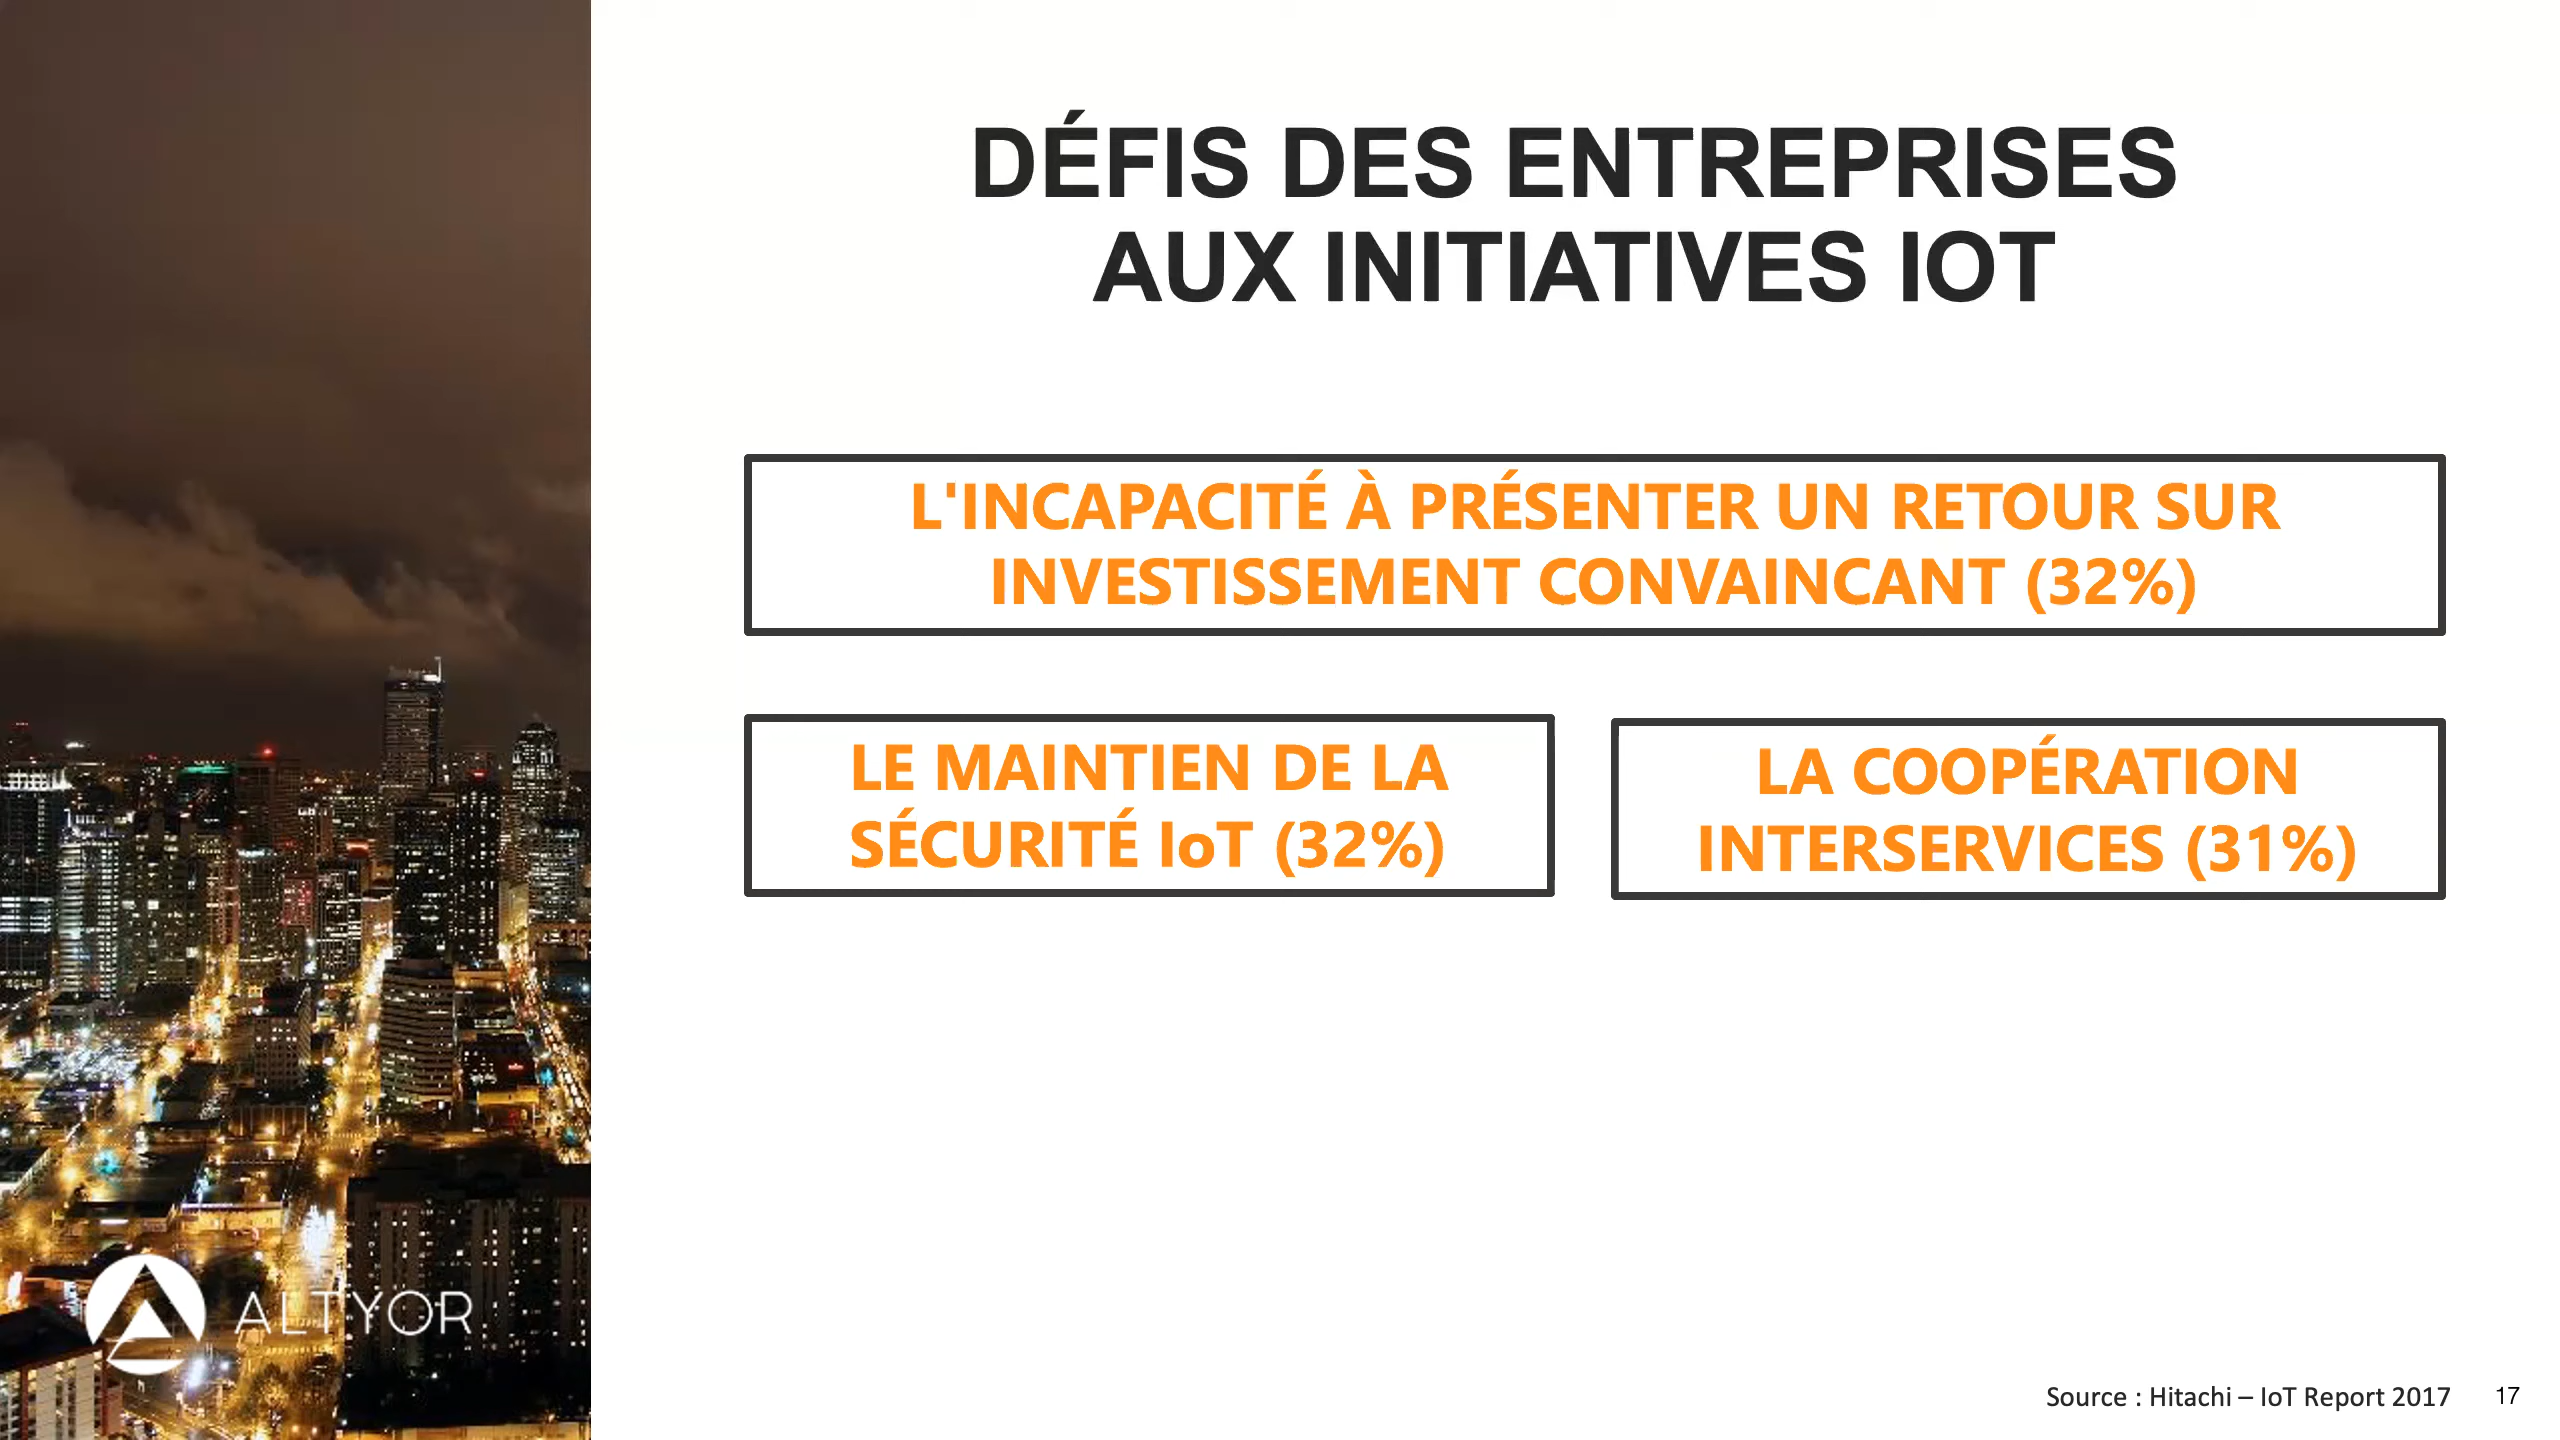 DÉFIS DES ENTREPRISES
AUX INITIATIVES IOT
L'INCAPACITÉ À PRÉSENTER UN RETOUR SUR
INVESTISSEMENT CONVAINCANT (32%)
LE MAINTIEN DE LA
SÉCURITÉ IoT (32%)
LA COOPÉRATION
INTERSERVICES (31%)
ALTYOR
Source : Hitachi – IoT Report 2017
17